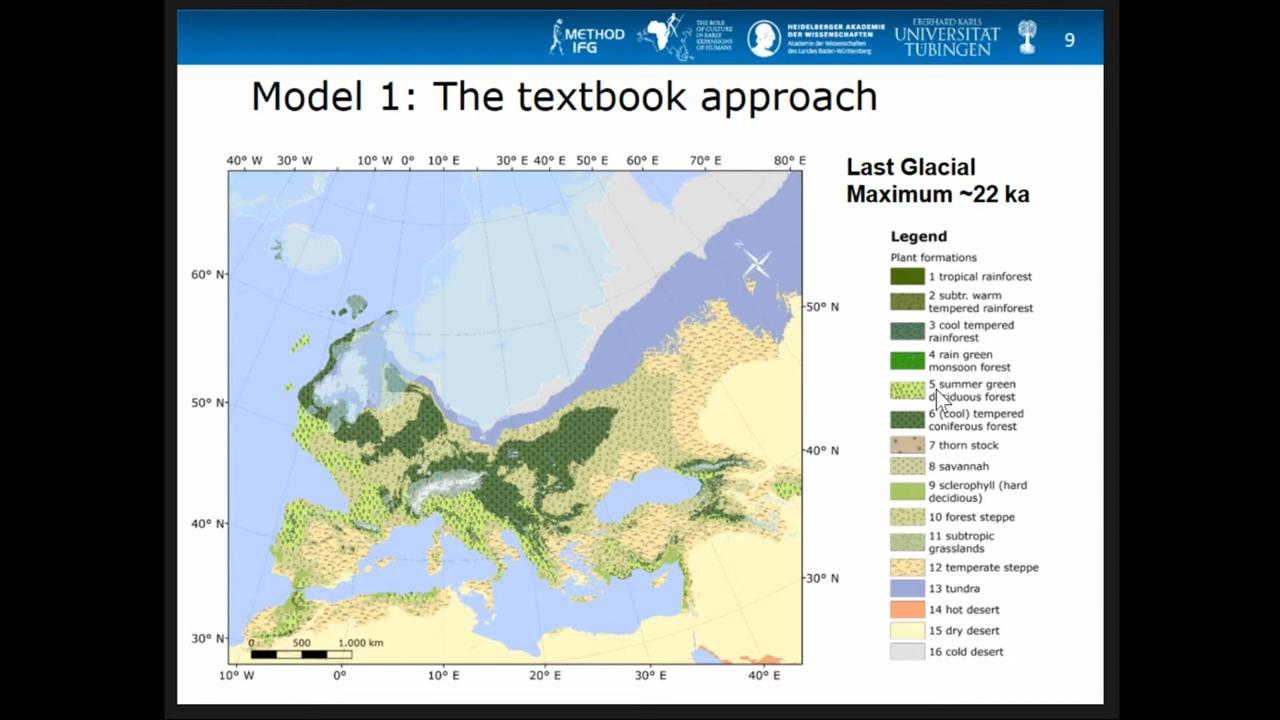 METHOD
IFG
THE ROLE
OF CULTURE
IN EARLY
EXPANSIONS
OF HUMANS
HEIDELBERGER AKADEMIE
DER WISSENSCHAFTEN
Akademie der Wissenschaften
des Landes Baden-Württemberg
EBERHARD KARLS
UNIVERSITÄT
TÜBINGEN
9
Model 1: The textbook approach
40° W 30° W 10° W 0° 10° E 30° E 40° E 50° E 60° E 70° E 80° E
Last Glacial
Maximum ~22 ka
60° N
50° N
40° N
30° N
50° N
40° N
30° N
N
0 500 1.000 km
10° W 0° 10° E 20° E 30° E 40° E
Legend
Plant formations
1 tropical rainforest
2 subtr. warm
tempered rainforest
3 cool tempered
rainforest
4 rain green
monsoon forest
5 summer green
deciduous forest
6 (cool) tempered
coniferous forest
7 thorn stock
8 savannah
9 sclerophyll (hard
decidious)
10 forest steppe
11 subtropic
grasslands
12 temperate steppe
13 tundra
14 hot desert
15 dry desert
16 cold desert